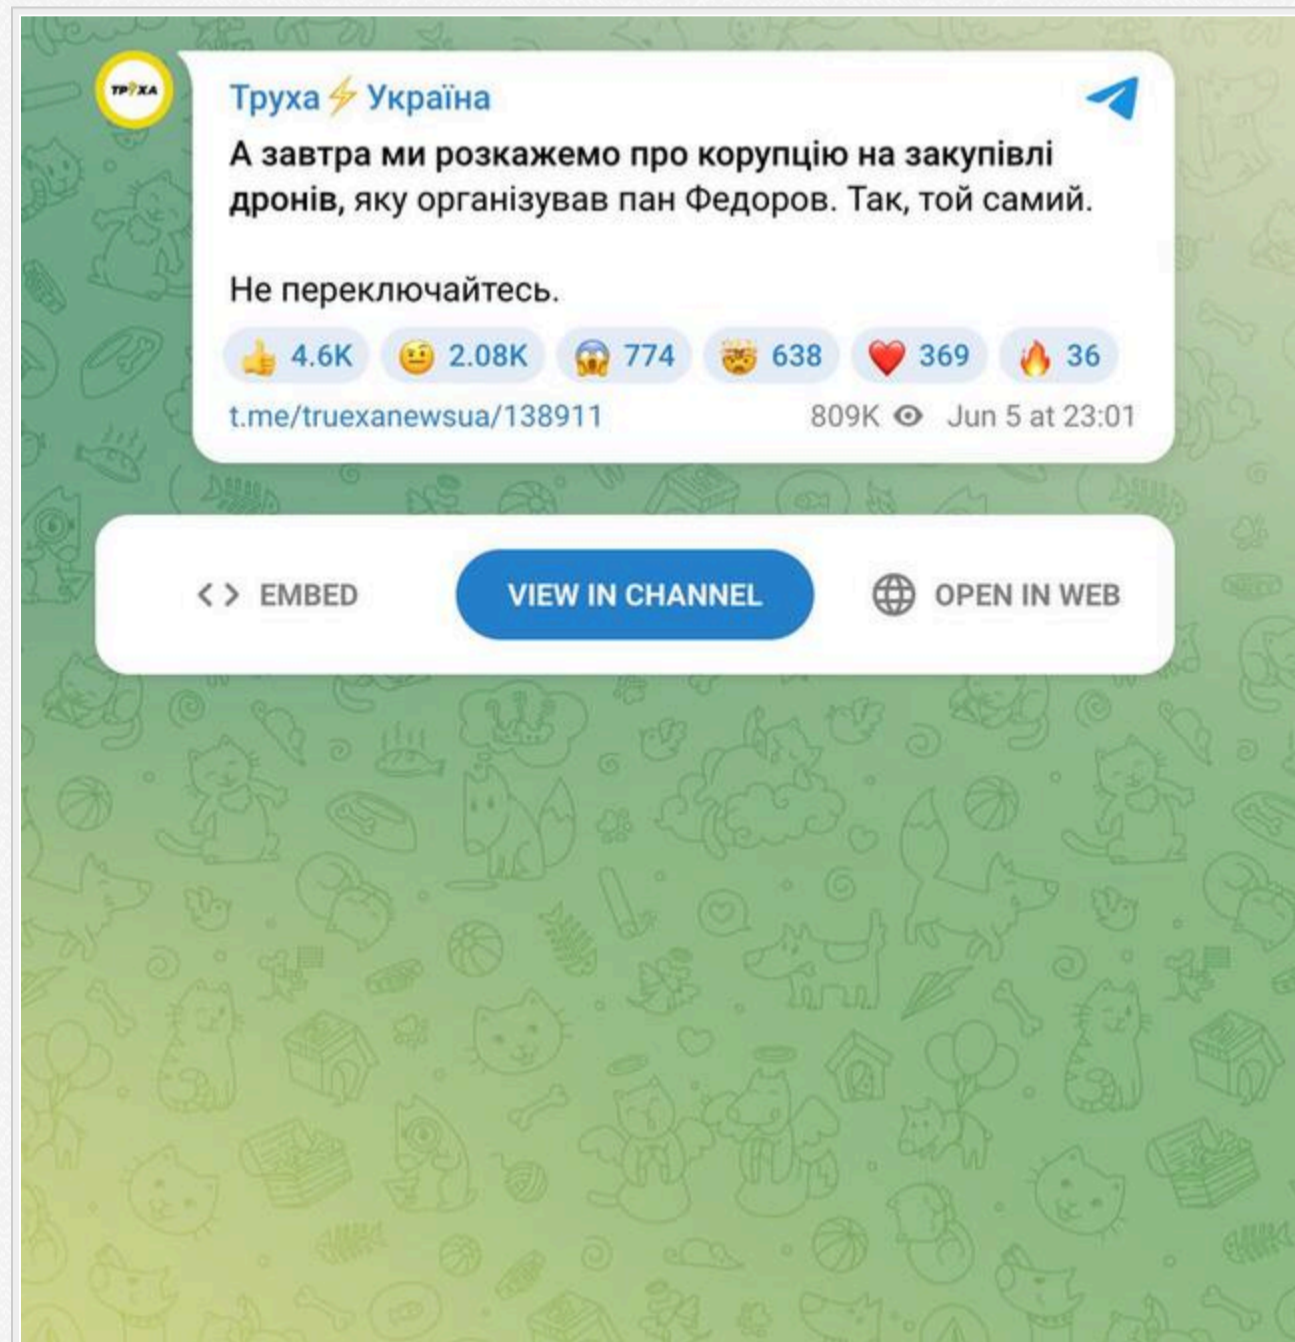 ТРУХА
Труха⚡Україна
А завтра ми розкажемо про корупцію на закупівлі
дронів, яку організував пан Федоров. Так, той самий.
Не переключайтесь.
👍 4.6K 🤨 2.08K 😱 774 🤯 638 ❤️ 369 🔥 36
t.me/truexanewsua/138911 809K Jun 5 at 23:01
<> EMBED VIEW IN CHANNEL OPEN IN WEB